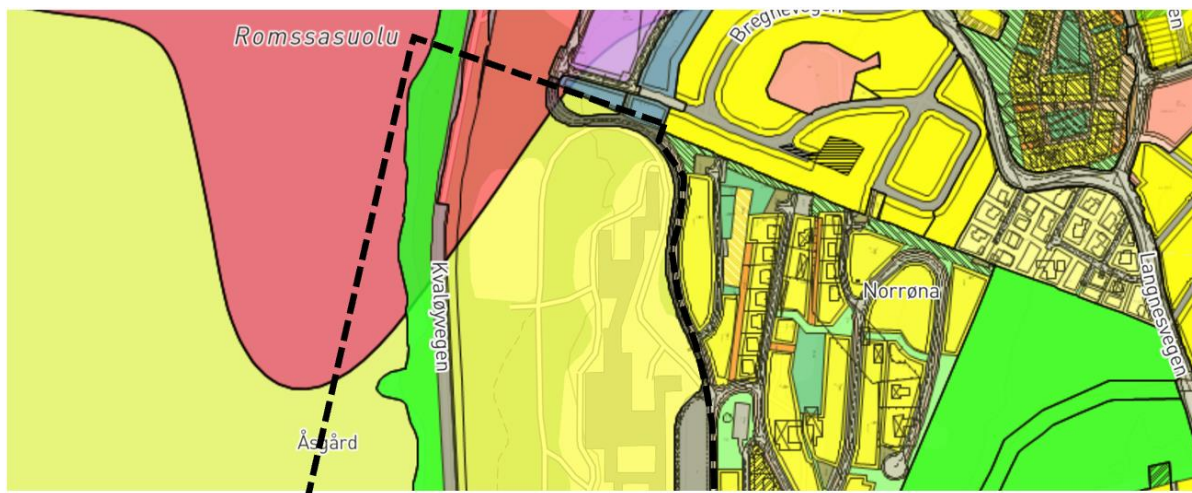 Romssasuolu
Bregnevegen
Kvaløyvegen
Langnesvegen
Norrøna
Åsgård